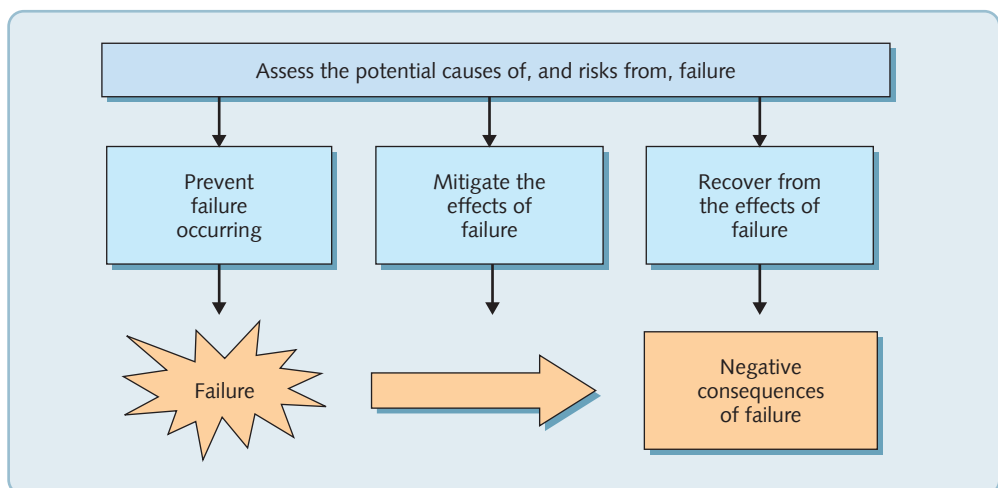 Assess the potential causes of, and risks from, failure
Prevent
failure
occurring
Mitigate the
effects of
failure
Recover from
the effects of
failure
Failure
Negative
consequences
of failure